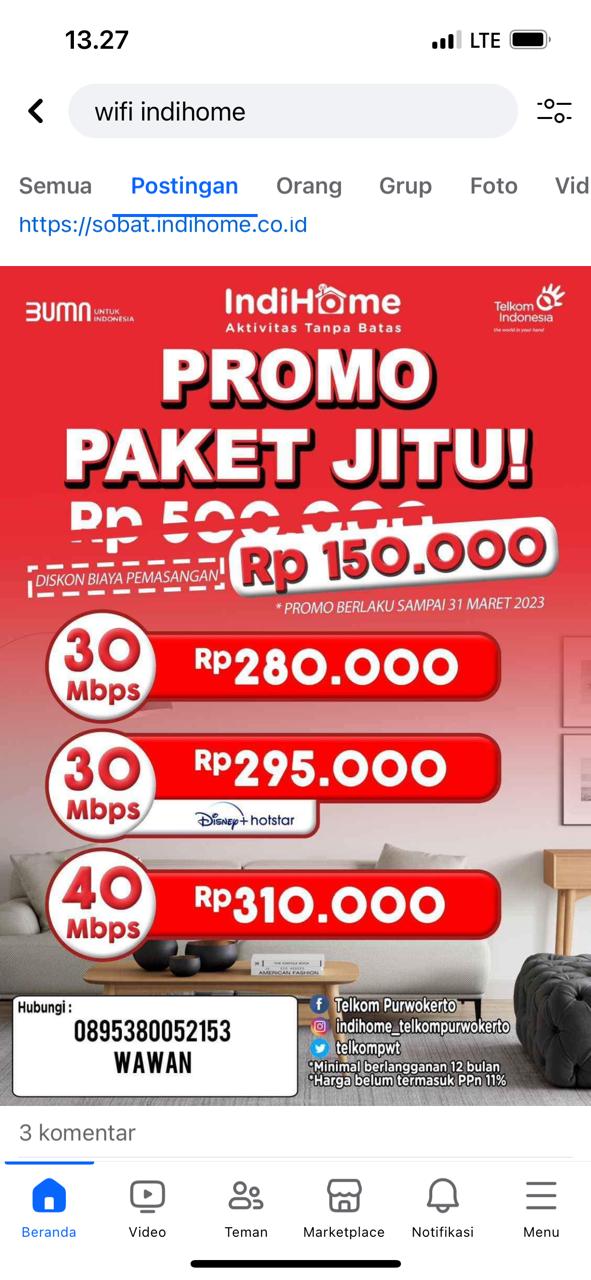 13.27
LTE
wifi indihome
Semua Postingan Orang Grup Foto Vid
https://sobat.indihome.co.id
BUMN UNTUK INDONESIA
IndiHome
Aktivitas Tanpa Batas
Telkom Indonesia
the world in your hand
PROMO
PAKET JITU!
Rp 500.000
DISKON BIAYA PEMASANGAN
Rp 150.000
* PROMO BERLAKU SAMPAI 31 MARET 2023
30 Mbps
Rp280.000
30 Mbps
Rp295.000
Disney+ hotstar
40 Mbps
Rp310.000
AMERICAN FASHION
Hubungi :
0895380052153
WAWAN
Telkom Purwokerto
indihome_telkompurwokerto
telkompwt
*Minimal berlangganan 12 bulan
*Harga belum termasuk PPn 11%
3 komentar
Beranda Video Teman Marketplace Notifikasi Menu